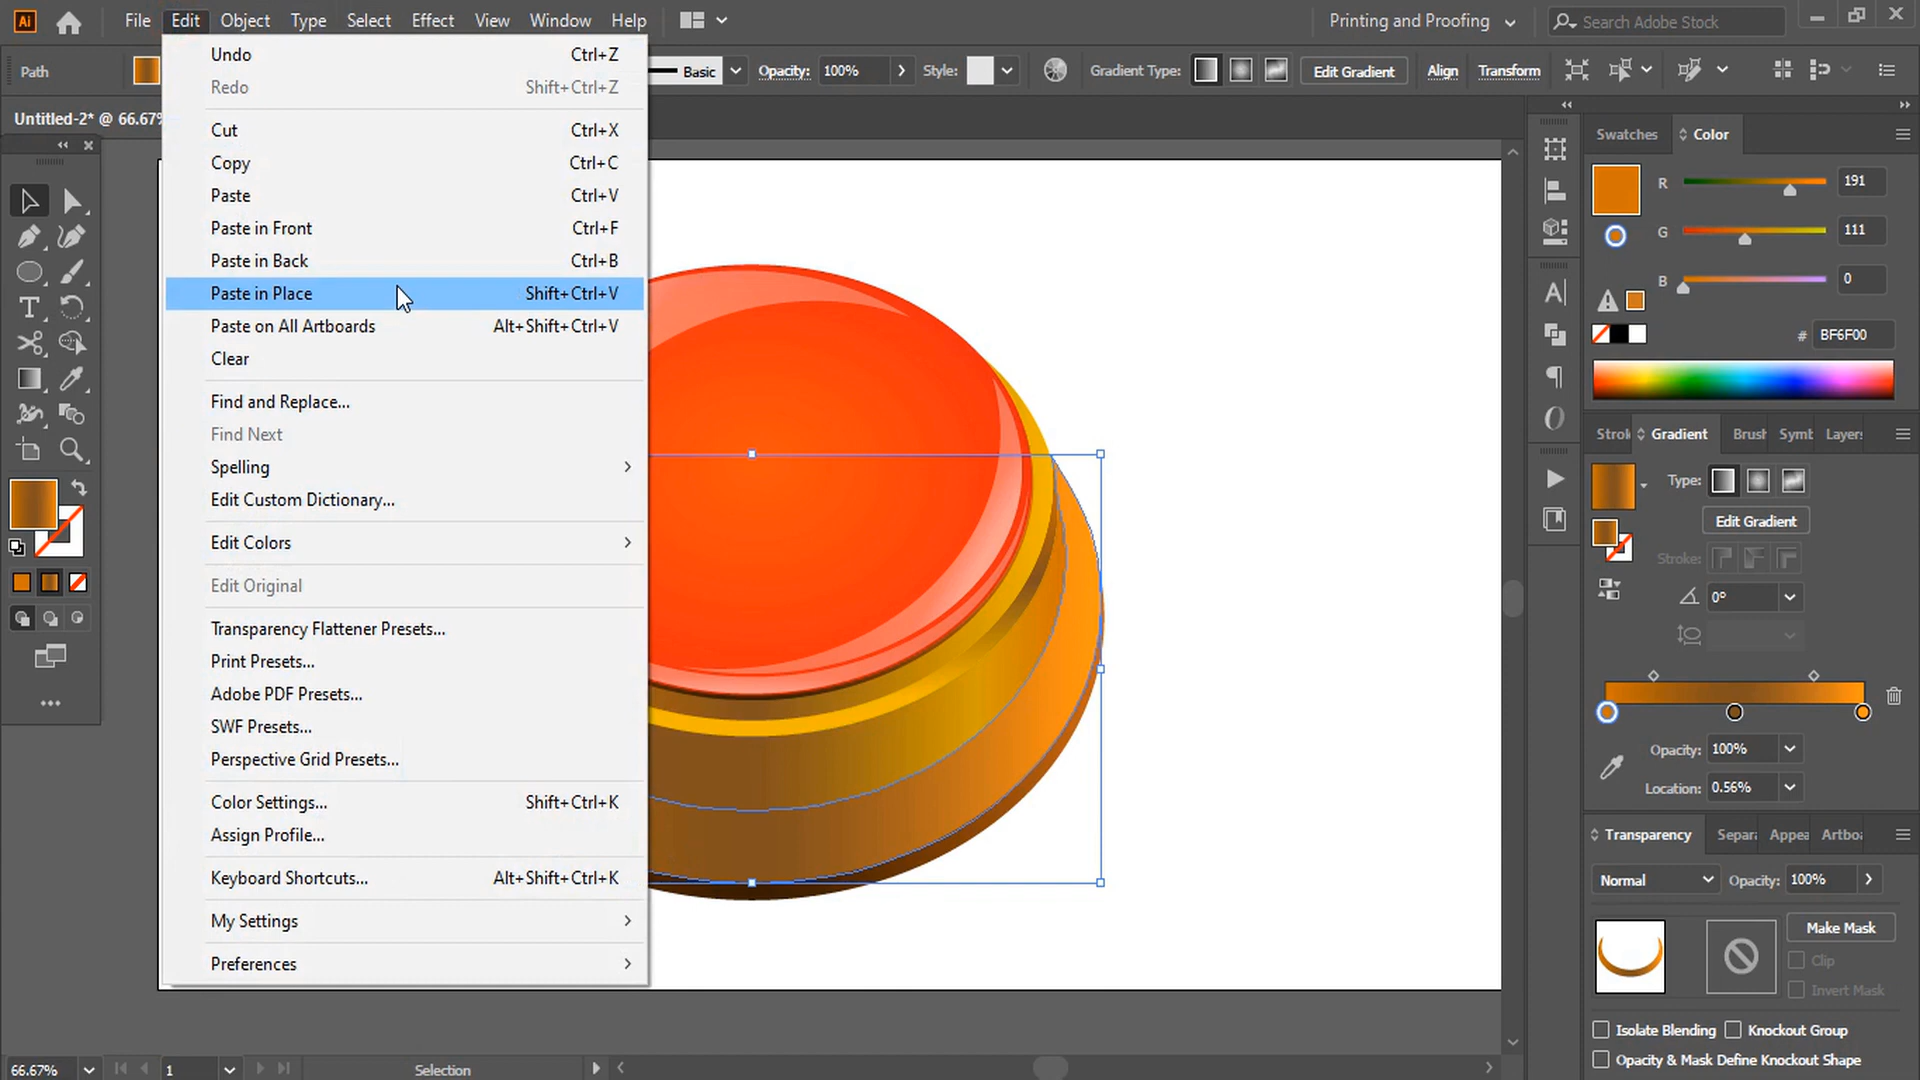 Ai File Edit Object Type Select Effect View Window Help Printing and Proofing Search Adobe Stock
Path Basic Opacity: 100% Style: Gradient Type: Edit Gradient Align Transform
Untitled-2* @ 66.67%
Undo Ctrl+Z
Redo Shift+Ctrl+Z
Cut Ctrl+X
Copy Ctrl+C
Paste Ctrl+V
Paste in Front Ctrl+F
Paste in Back Ctrl+B
Paste in Place Shift+Ctrl+V
Paste on All Artboards Alt+Shift+Ctrl+V
Clear
Find and Replace...
Find Next
Spelling
Edit Custom Dictionary...
Edit Colors
Edit Original
Transparency Flattener Presets...
Print Presets...
Adobe PDF Presets...
SWF Presets...
Perspective Grid Presets...
Color Settings... Shift+Ctrl+K
Assign Profile...
Keyboard Shortcuts... Alt+Shift+Ctrl+K
My Settings
Preferences
Swatches Color
R 191
G 111
B 0
# BF6F00
Strok Gradient Brush Symb Layers
Type:
Edit Gradient
Stroke:
0°
Opacity: 100%
Location: 0.56%
Transparency Separa Appea Artboa
Normal Opacity: 100%
Make Mask
Clip
Invert Mask
Isolate Blending Knockout Group
Opacity & Mask Define Knockout Shape
66.67% 1 Selection